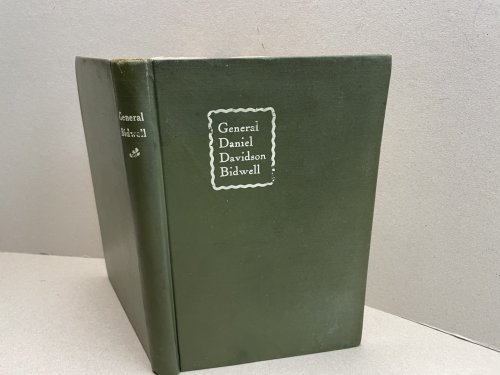 General
Bidwell
General
Daniel
Davidson
Bidwell